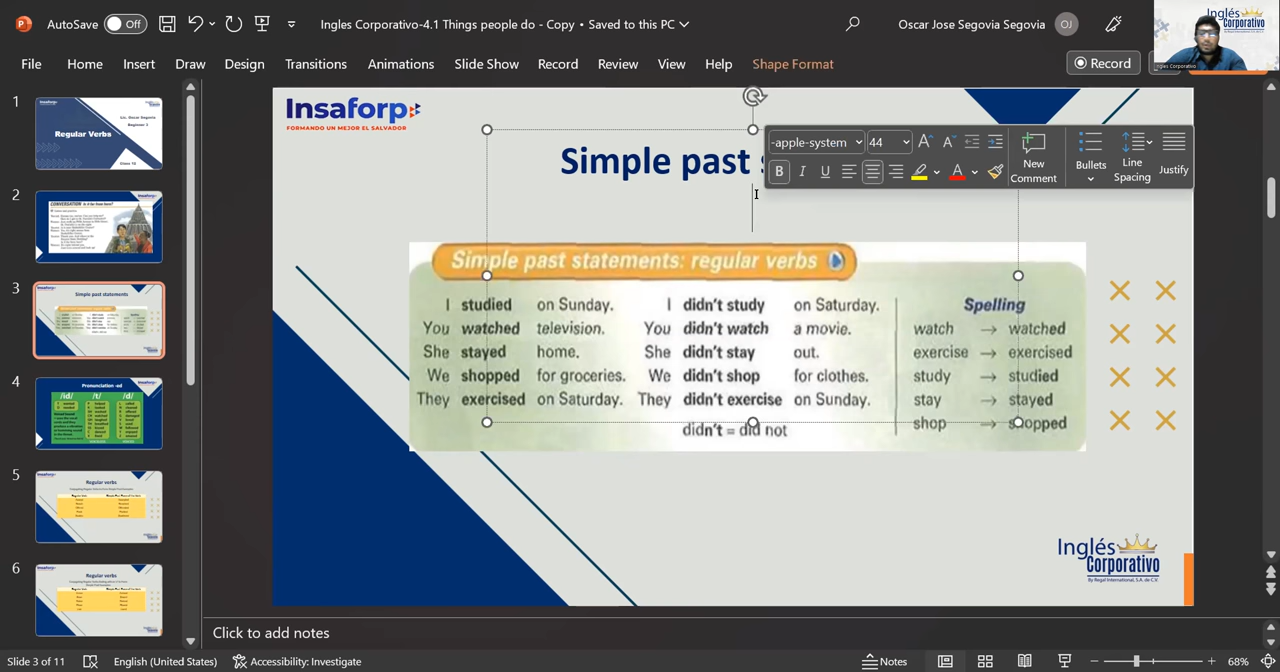 AutoSave Off Ingles Corporativo-4.1 Things people do - Copy • Saved to this PC Oscar Jose Segovia Segovia OJ
Inglés Corporativo
File Home Insert Draw Design Transitions Animations Slide Show Record Review View Help Shape Format Record
Ingles Corporativo
1
Regular Verbs
2
3
Simple past statements
4
Pronunciation -ed
/id/ /t/ /d/
5
Regular verbs
6
Regular verbs
Insaforp
FORMANDO UN MEJOR EL SALVADOR
Simple past s
-apple-system 44 A A New Comment Bullets Line Spacing Justify
B I U A
Simple past statements: regular verbs
I studied on Sunday. I didn't study on Saturday. Spelling
You watched television. You didn't watch a movie. watch → watched
She stayed home. She didn't stay out. exercise → exercised
We shopped for groceries. We didn't shop for clothes. study → studied
They exercised on Saturday. They didn't exercise on Sunday. stay → stayed
shop → shopped
didn't = did not
Inglés
Corporativo
By Regal International, S.A. de C.V.
Click to add notes
Slide 3 of 11 English (United States) Accessibility: Investigate Notes 68%